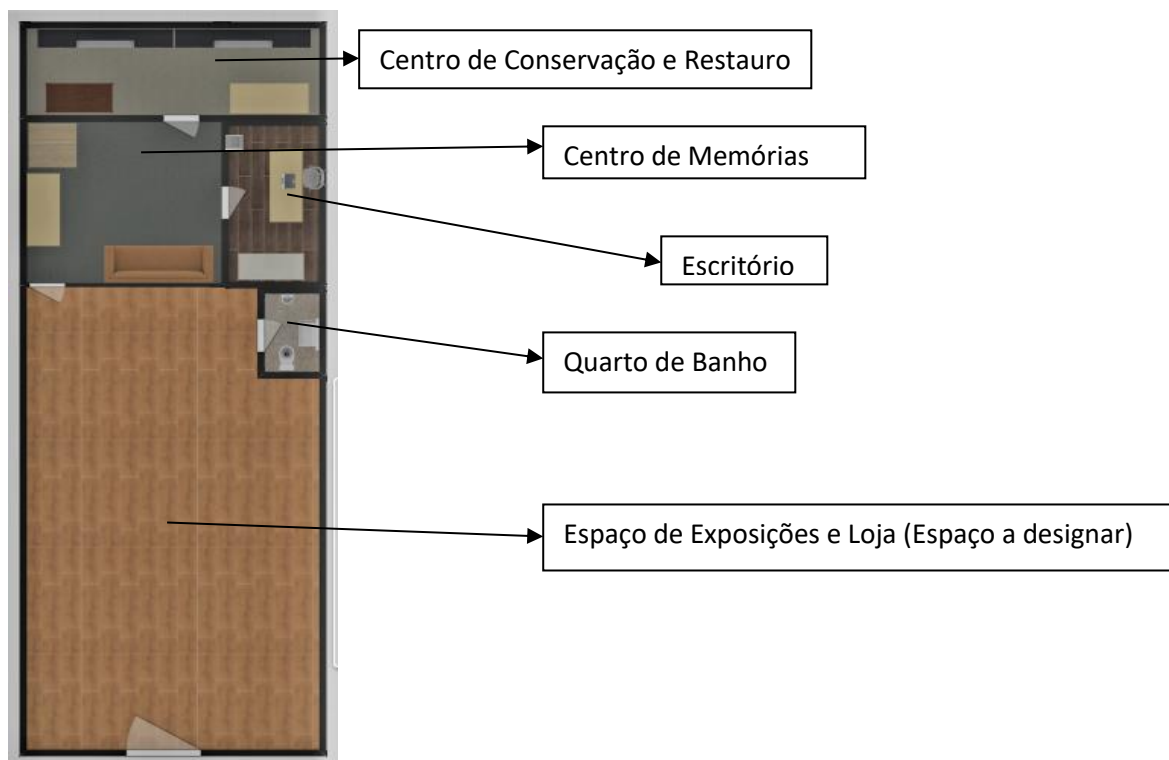 Centro de Conservação e Restauro
Centro de Memórias
Escritório
Quarto de Banho
Espaço de Exposições e Loja (Espaço a designar)